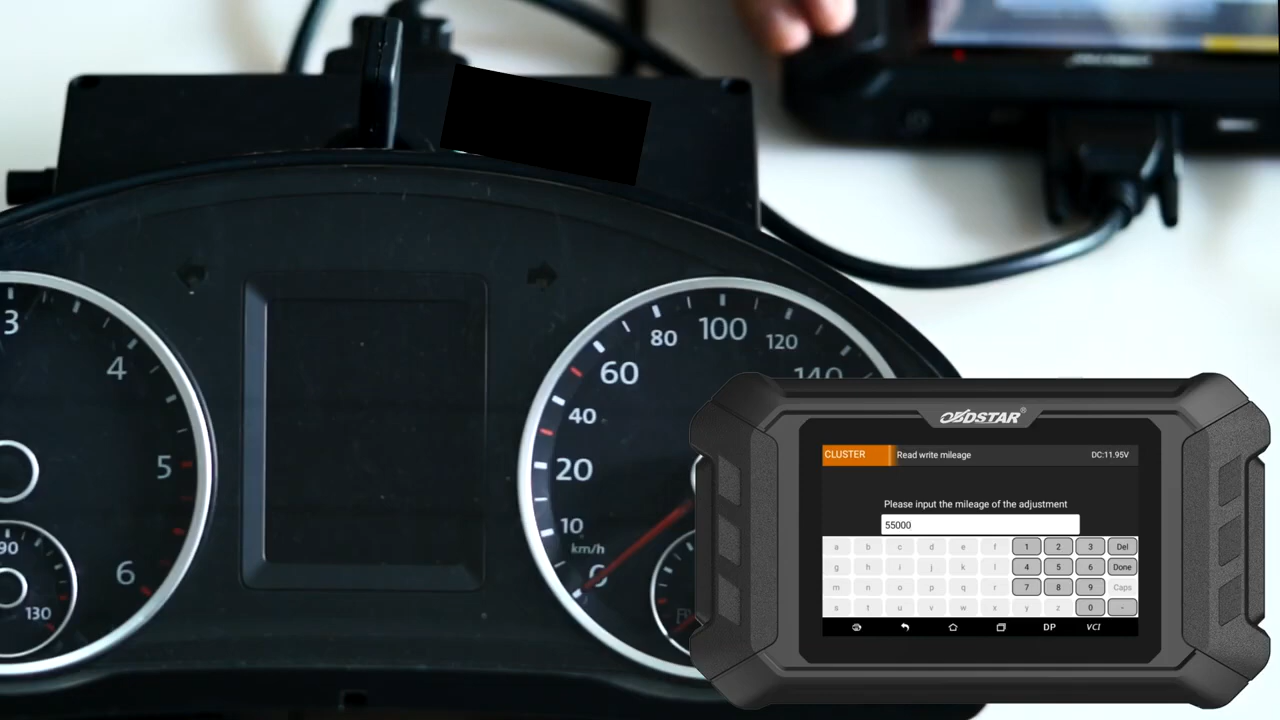 3
4
5
6
90
130
100
80
120
60
140
40
20
10
km/h
0
OBDSTAR®
CLUSTER Read write mileage DC:11.95V
Please input the mileage of the adjustment
55000
a b c d e f 1 2 3 Del
g h i j k l 4 5 6 Done
m n o p q r 7 8 9 Caps
s t u v w x y z 0 -
DP VCI